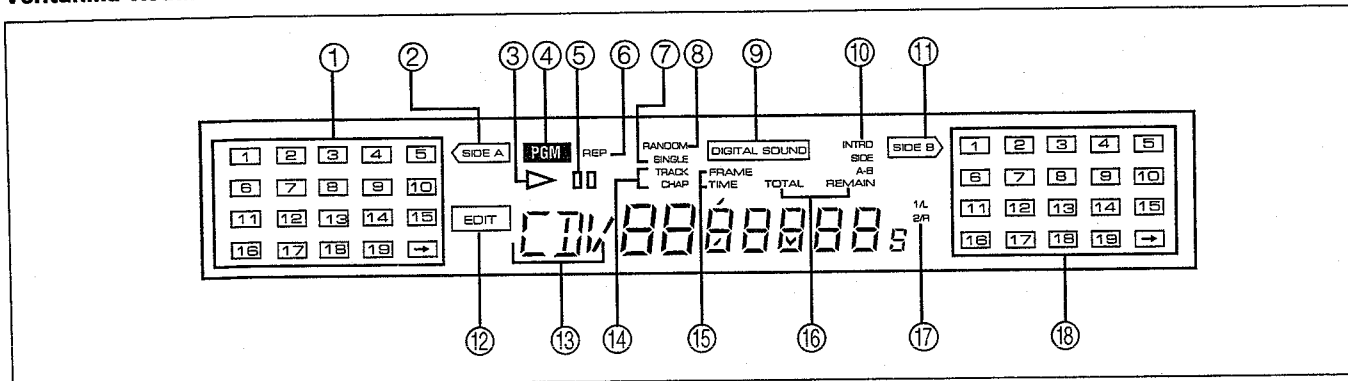 ① ② ③ ④ ⑤ ⑥ ⑦ ⑧ ⑨ ⑩ ⑪
1 2 3 4 5
6 7 8 9 10
11 12 13 14 15
16 17 18 19 →
SIDE A
PGM
REP
RANDOM
SINGLE
TRACK
CHAP
DIGITAL SOUND
FRAME
TIME
TOTAL
REMAIN
INTRO
SIDE
A-B
SIDE B
EDIT
CDV 88 88888 s
1/L
2/R
1 2 3 4 5
6 7 8 9 10
11 12 13 14 15
16 17 18 19 →
⑫ ⑬ ⑭ ⑮ ⑯ ⑰ ⑱